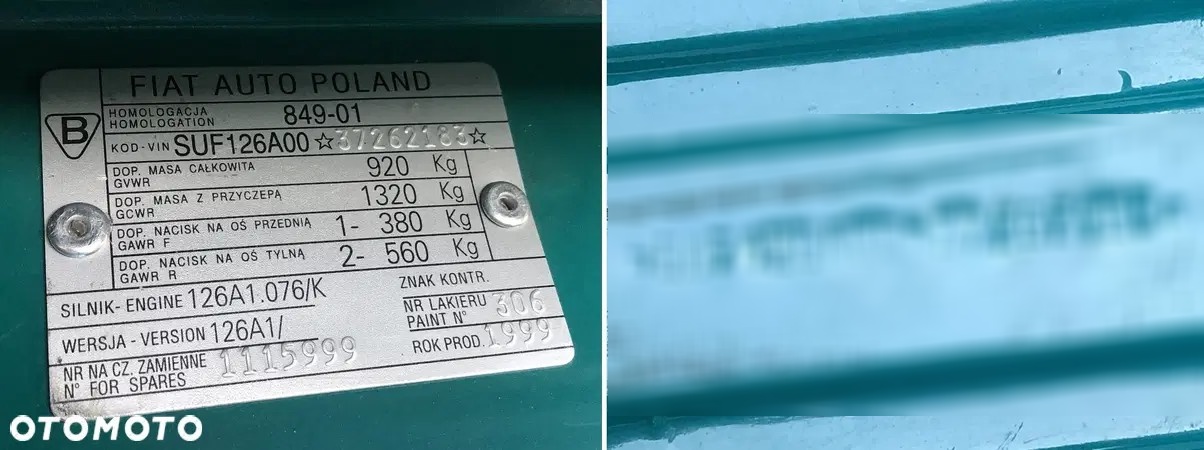 FIAT AUTO POLAND
B
HOMOLOGACJA
HOMOLOGATION 849-01
KOD-VIN SUF126A00☆37262183☆
DOP. MASA CAŁKOWITA
GVWR 920 Kg
DOP. MASA Z PRZYCZEPĄ
GCWR 1320 Kg
DOP. NACISK NA OŚ PRZEDNIĄ
GAWR F 1- 380 Kg
DOP. NACISK NA OŚ TYLNĄ
GAWR R 2- 560 Kg
SILNIK- ENGINE 126A1.076/K
ZNAK KONTR.
WERSJA - VERSION 126A1/
NR LAKIERU
PAINT N° 306
NR NA CZ. ZAMIENNE
N° FOR SPARES 1115999
ROK PROD. 1999
OTOMOTO